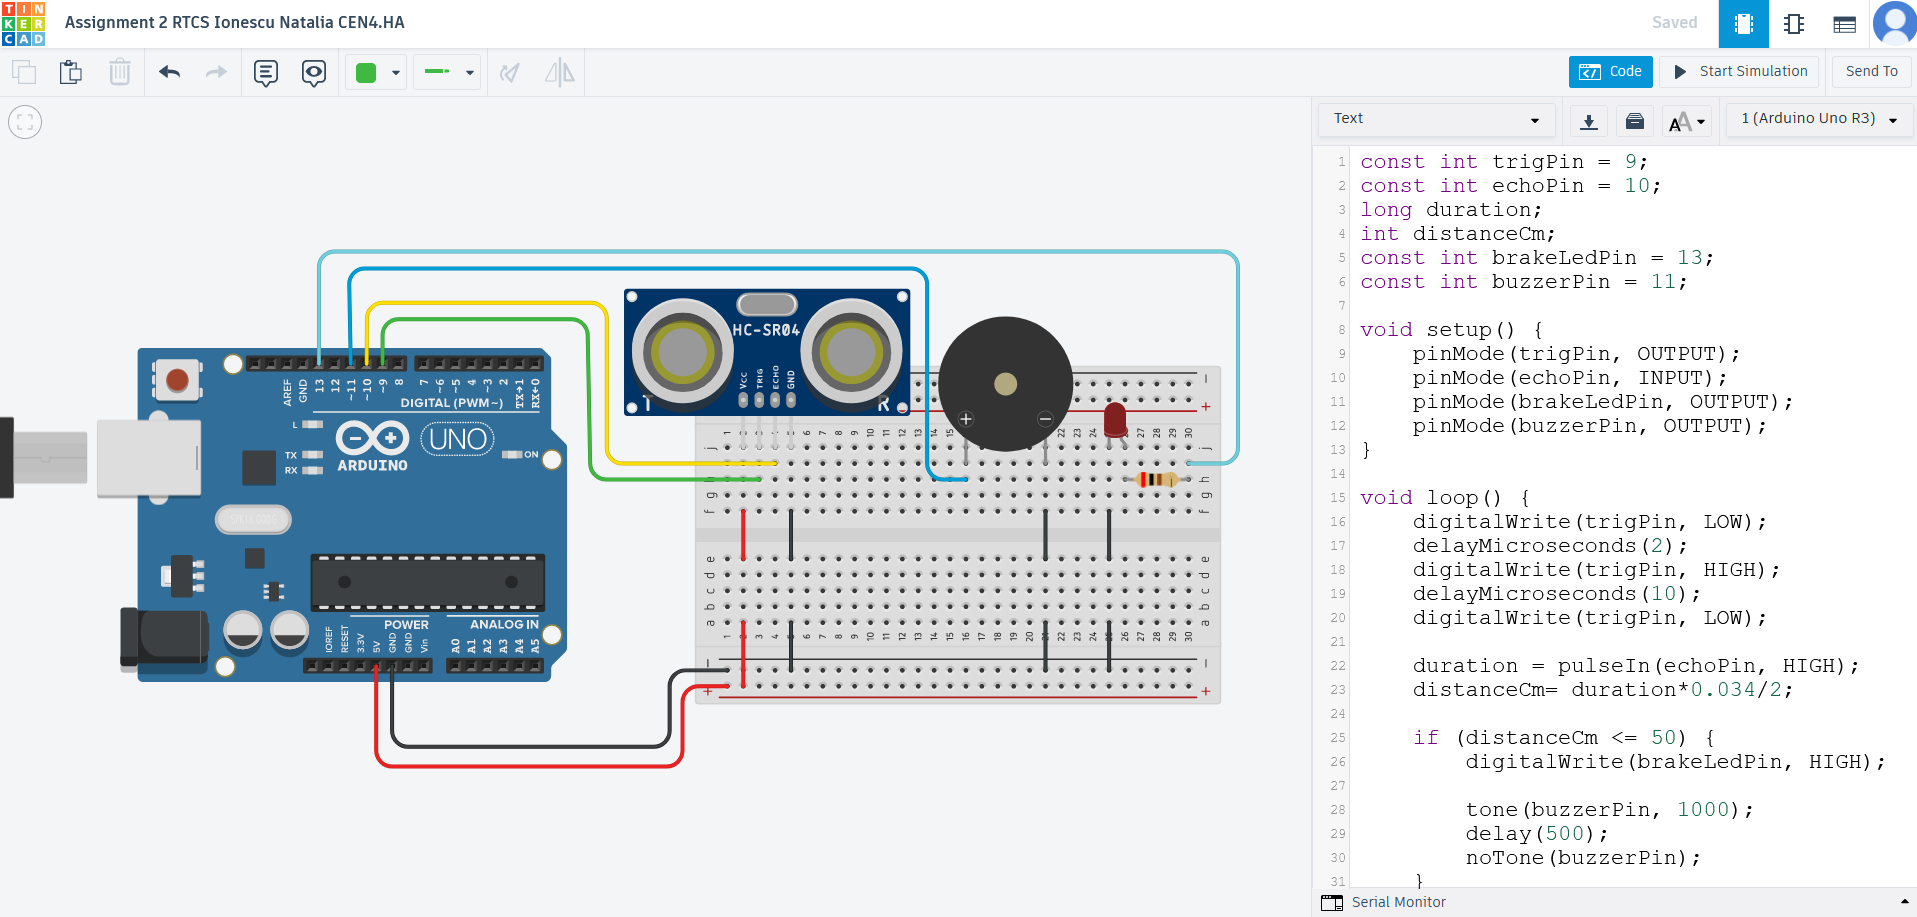 TINKERCAD
Assignment 2 RTCS Ionescu Natalia CEN4.HA
Saved
Code
Start Simulation
Send To
Text
1 (Arduino Uno R3)
HC-SR04
Vcc
TRIG
ECHO
GND
T
R
AREF
GND
13
12
~11
~10
~9
8
7
~6
~5
4
~3
2
TX→1
RX←0
DIGITAL (PWM~)
L
TX
RX
ARDUINO
UNO
ON
POWER
ANALOG IN
IOREF
RESET
3.3V
5V
GND
GND
Vin
A0
A1
A2
A3
A4
A5
1 const int trigPin = 9;
2 const int echoPin = 10;
3 long duration;
4 int distanceCm;
5 const int brakeLedPin = 13;
6 const int buzzerPin = 11;
7
8 void setup() {
9 pinMode(trigPin, OUTPUT);
10 pinMode(echoPin, INPUT);
11 pinMode(brakeLedPin, OUTPUT);
12 pinMode(buzzerPin, OUTPUT);
13 }
14
15 void loop() {
16 digitalWrite(trigPin, LOW);
17 delayMicroseconds(2);
18 digitalWrite(trigPin, HIGH);
19 delayMicroseconds(10);
20 digitalWrite(trigPin, LOW);
21
22 duration = pulseIn(echoPin, HIGH);
23 distanceCm= duration*0.034/2;
24
25 if (distanceCm <= 50) {
26 digitalWrite(brakeLedPin, HIGH);
27
28 tone(buzzerPin, 1000);
29 delay(500);
30 noTone(buzzerPin);
31 }
Serial Monitor